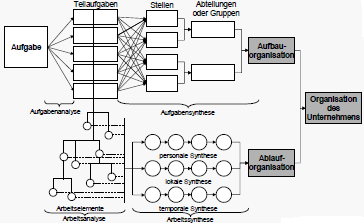 Teilaufgaben
Stellen
Abteilungen
oder Gruppen
Aufgabe
Aufbau-
organisation
Aufgabenanalyse
Aufgabensynthese
Organisation
des
Unternehmens
personale Synthese
lokale Synthese
Ablauf-
organisation
temporale Synthese
Arbeitselemente
Arbeitsanalyse
Arbeitssynthese